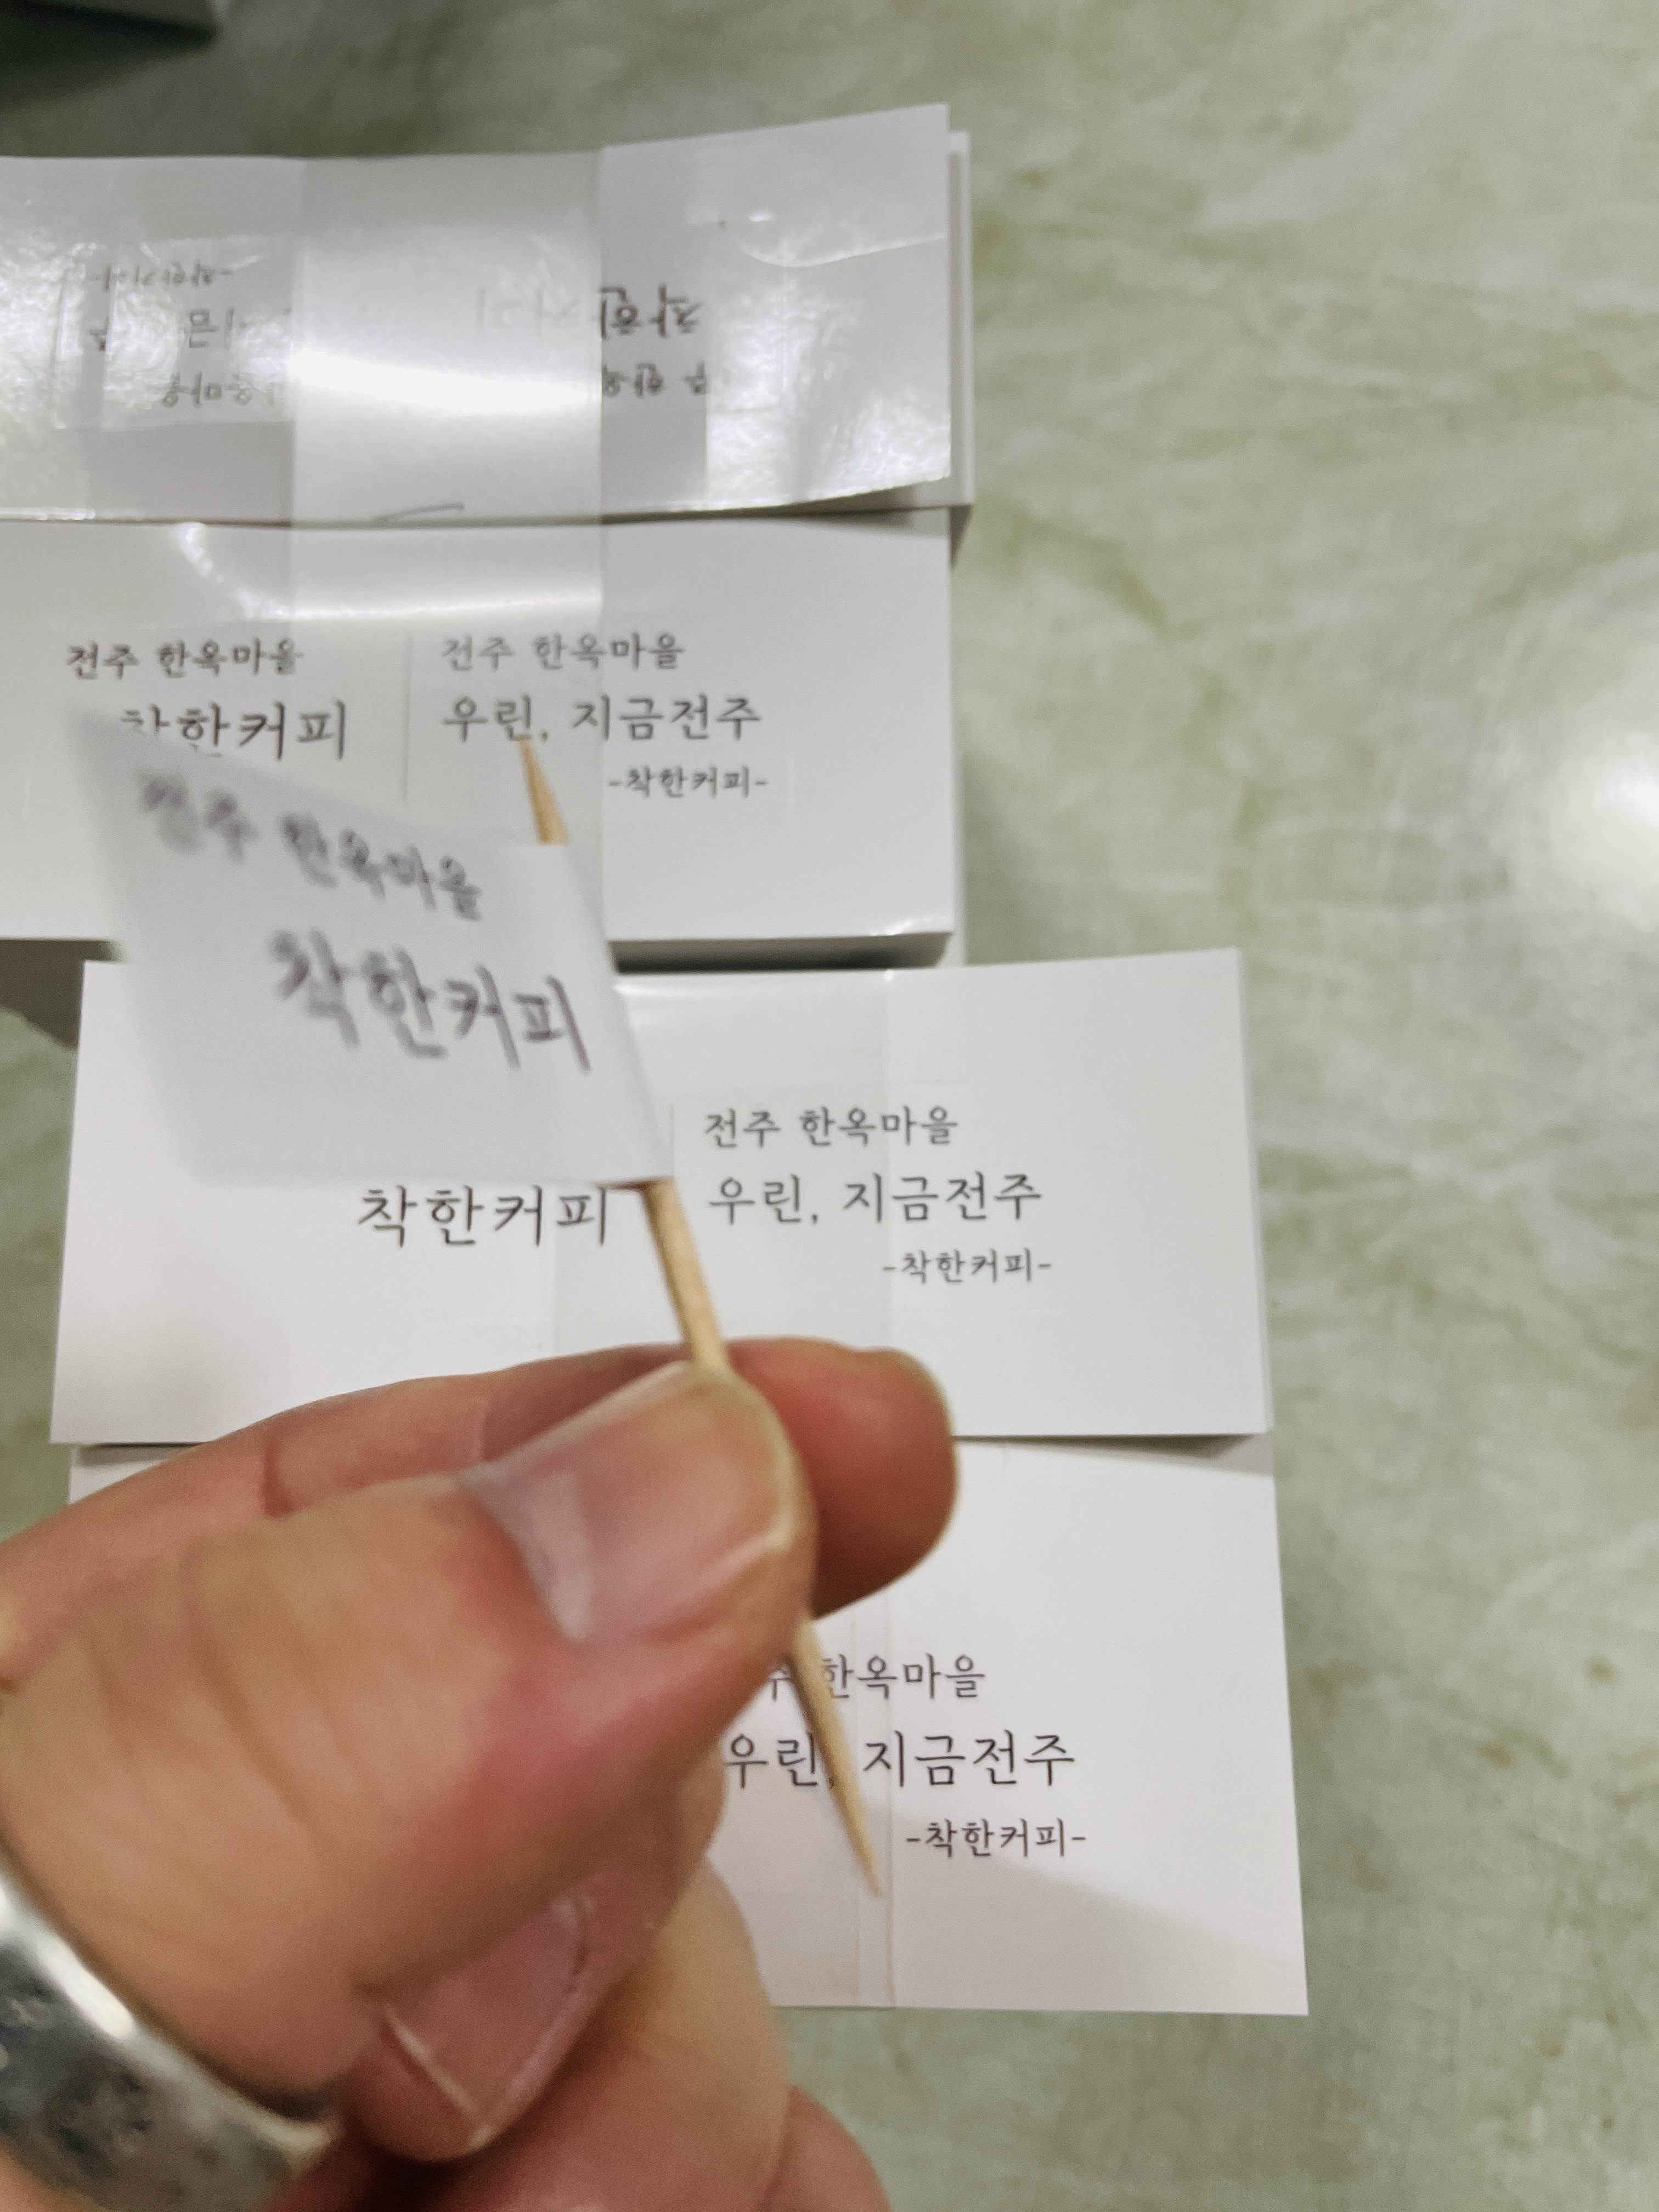 착한
전주 한옥마을
착한커피
전주 한옥마을
우린, 지금전주
-착한커피-
전주 한옥마을
착한커피
착한커피
전주 한옥마을
우린, 지금전주
-착한커피-
한옥마을
우린, 지금전주
-착한커피-